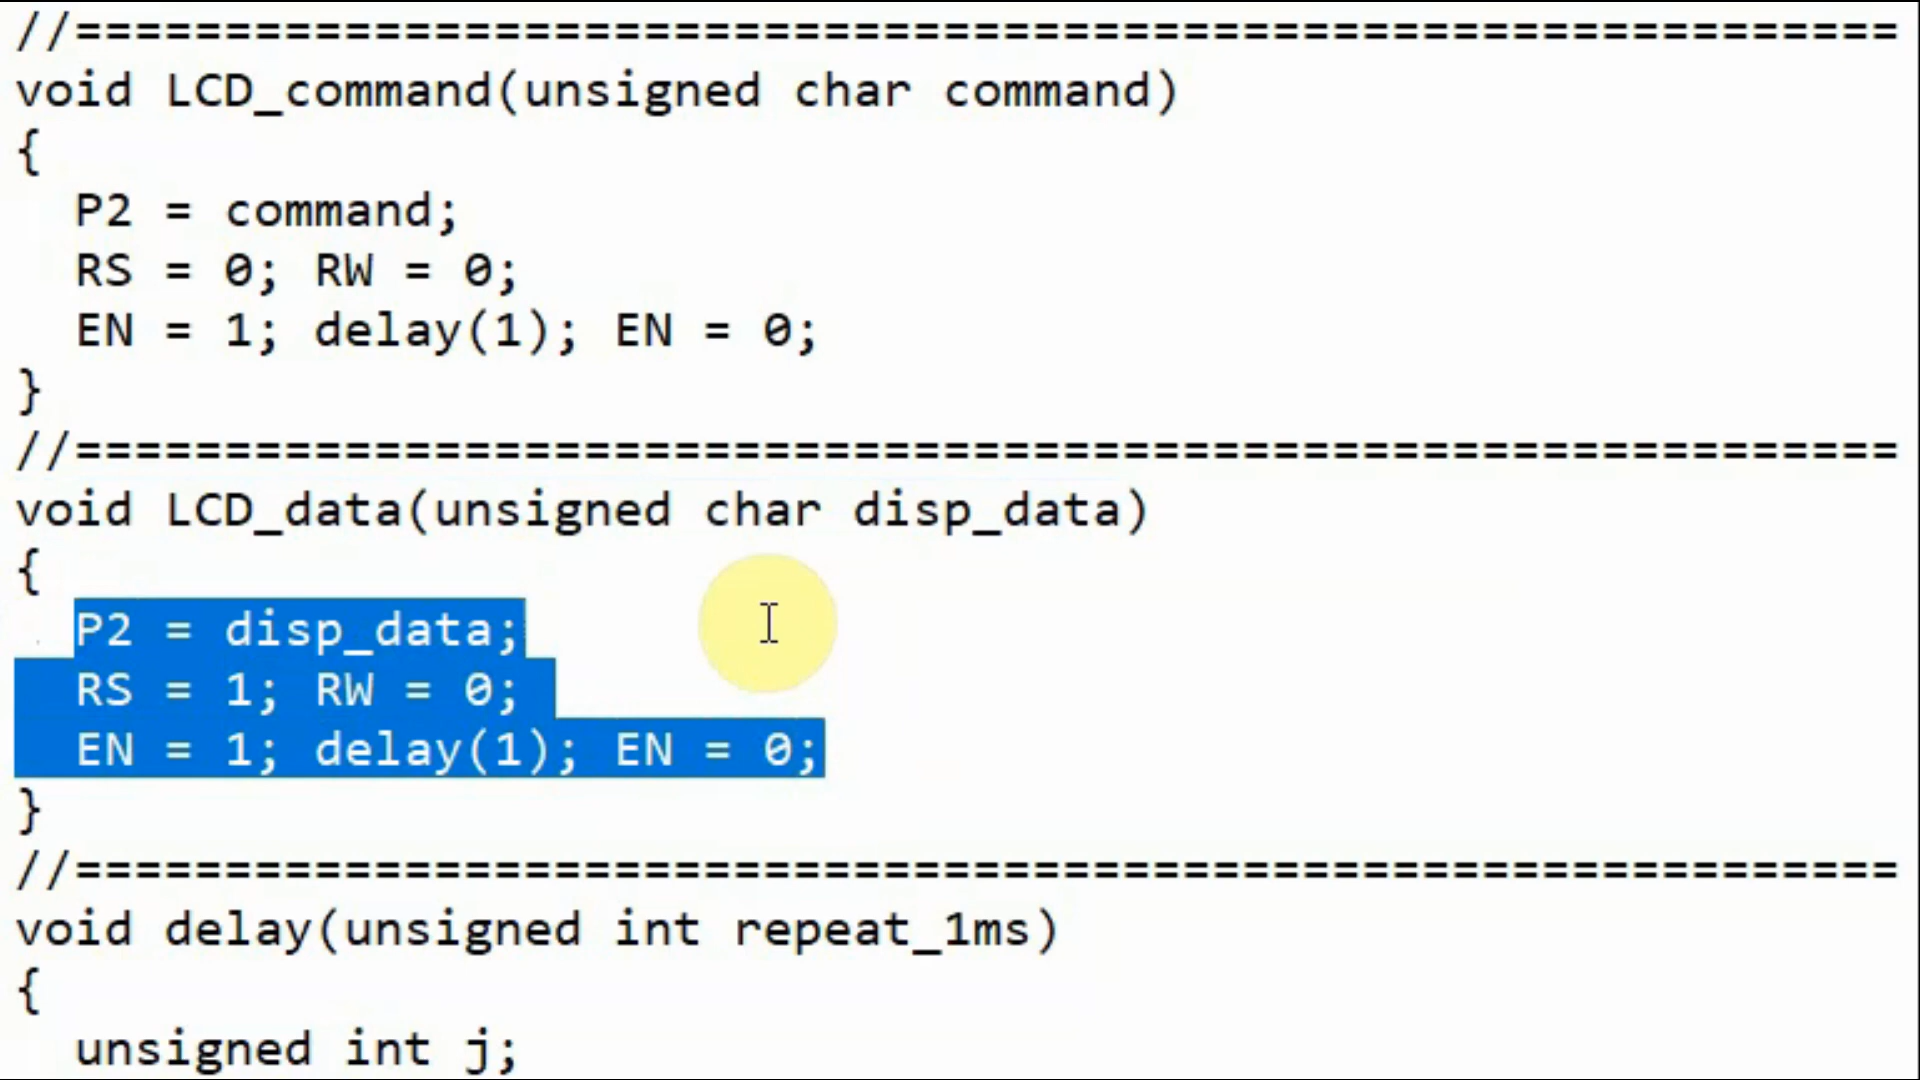 //=============================================================
void LCD_command(unsigned char command)
{
  P2 = command;
  RS = 0; RW = 0;
  EN = 1; delay(1); EN = 0;
}
//=============================================================
void LCD_data(unsigned char disp_data)
{
  P2 = disp_data;
  RS = 1; RW = 0;
  EN = 1; delay(1); EN = 0;
}
//=============================================================
void delay(unsigned int repeat_1ms)
{
  unsigned int j;